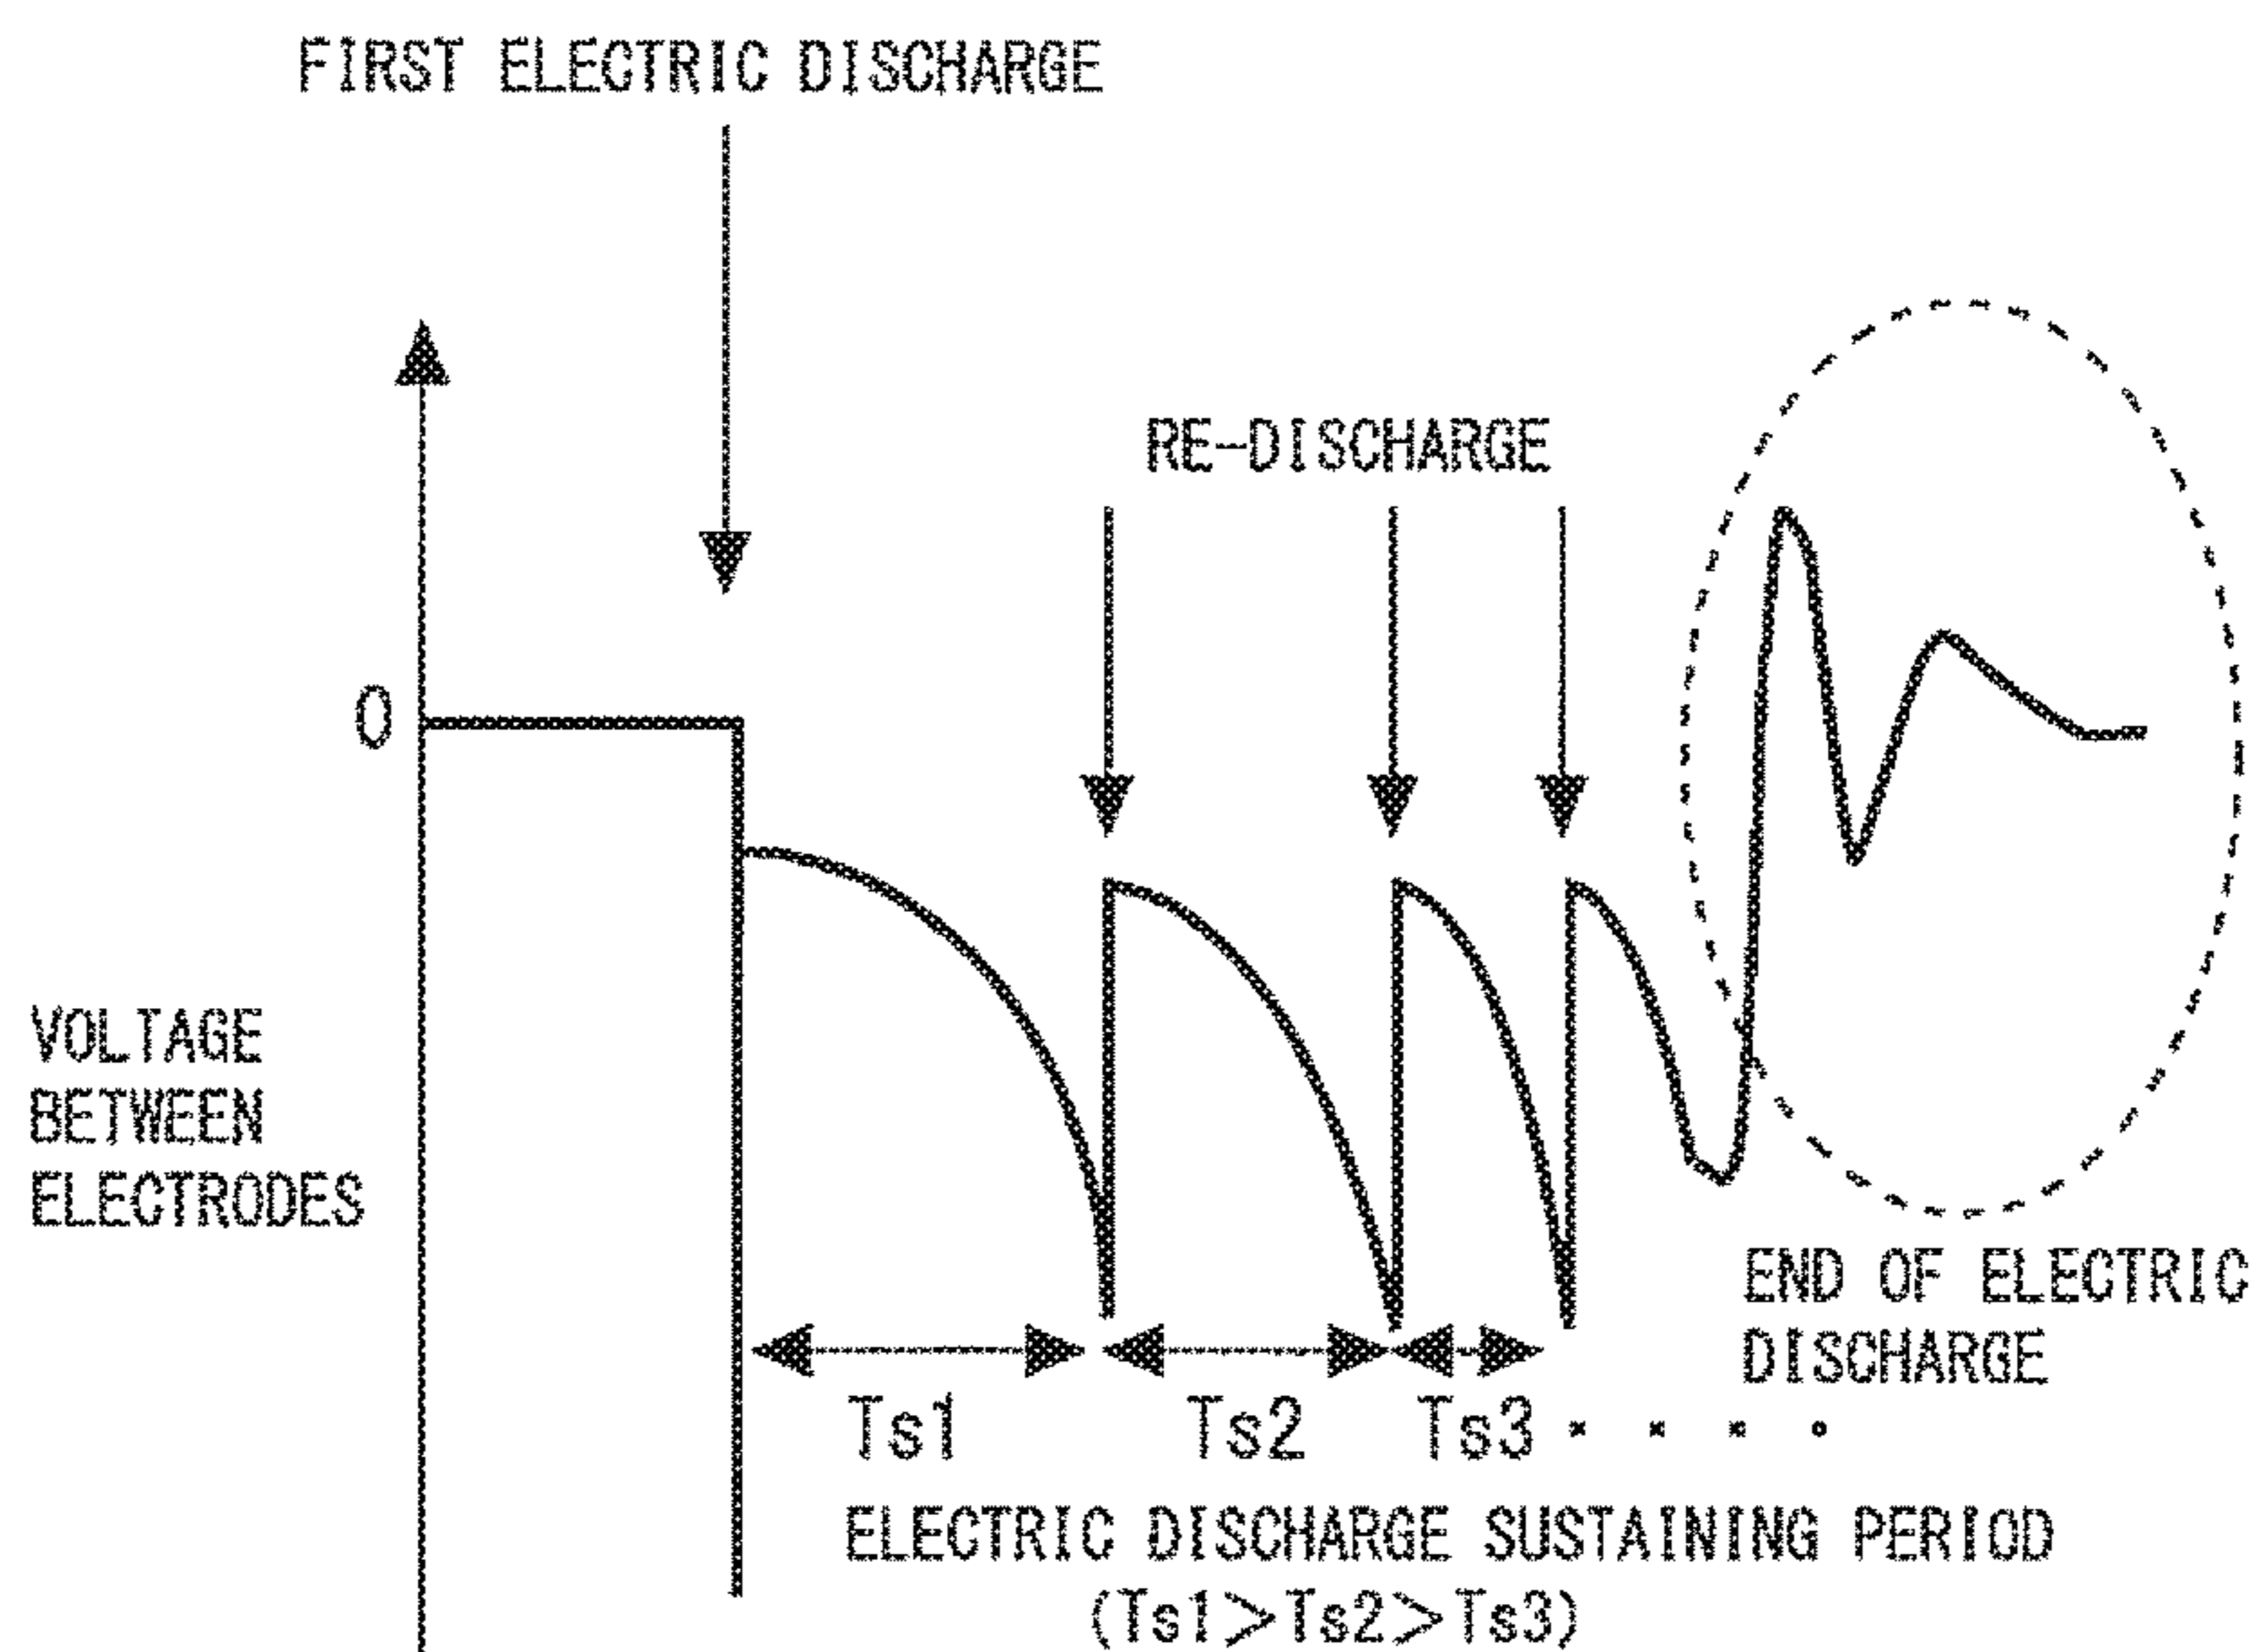 FIRST ELECTRIC DISCHARGE
RE-DISCHARGE
0
VOLTAGE
BETWEEN
ELECTRODES
END OF ELECTRIC
DISCHARGE
Ts1 Ts2 Ts3 ・ ・ ・ ・
ELECTRIC DISCHARGE SUSTAINING PERIOD
(Ts1>Ts2>Ts3)